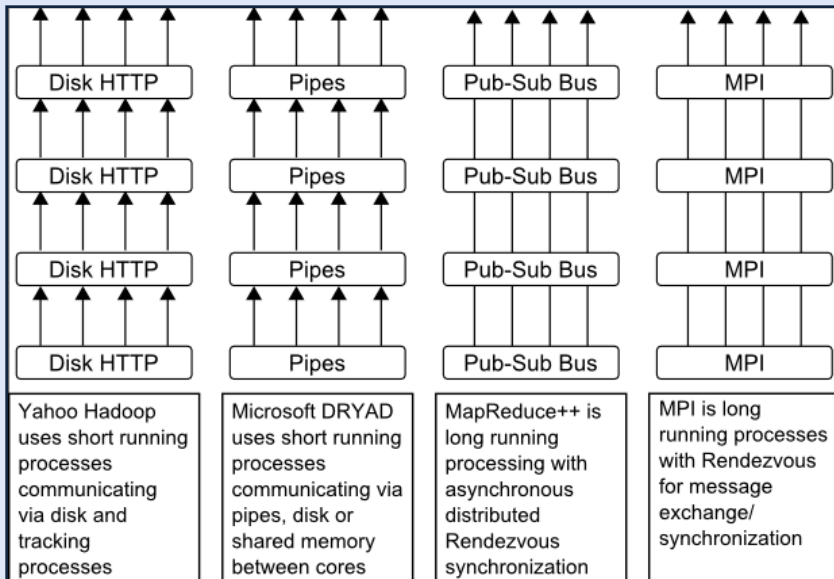 Disk HTTP
Disk HTTP
Disk HTTP
Disk HTTP
Yahoo Hadoop
uses short running
processes
communicating
via disk and
tracking
processes
Pipes
Pipes
Pipes
Pipes
Microsoft DRYAD
uses short running
processes
communicating via
pipes, disk or
shared memory
between cores
Pub-Sub Bus
Pub-Sub Bus
Pub-Sub Bus
Pub-Sub Bus
MapReduce++ is
long running
processing with
asynchronous
distributed
Rendezvous
synchronization
MPI
MPI
MPI
MPI
MPI is long
running processes
with Rendezvous
for message
exchange/
synchronization